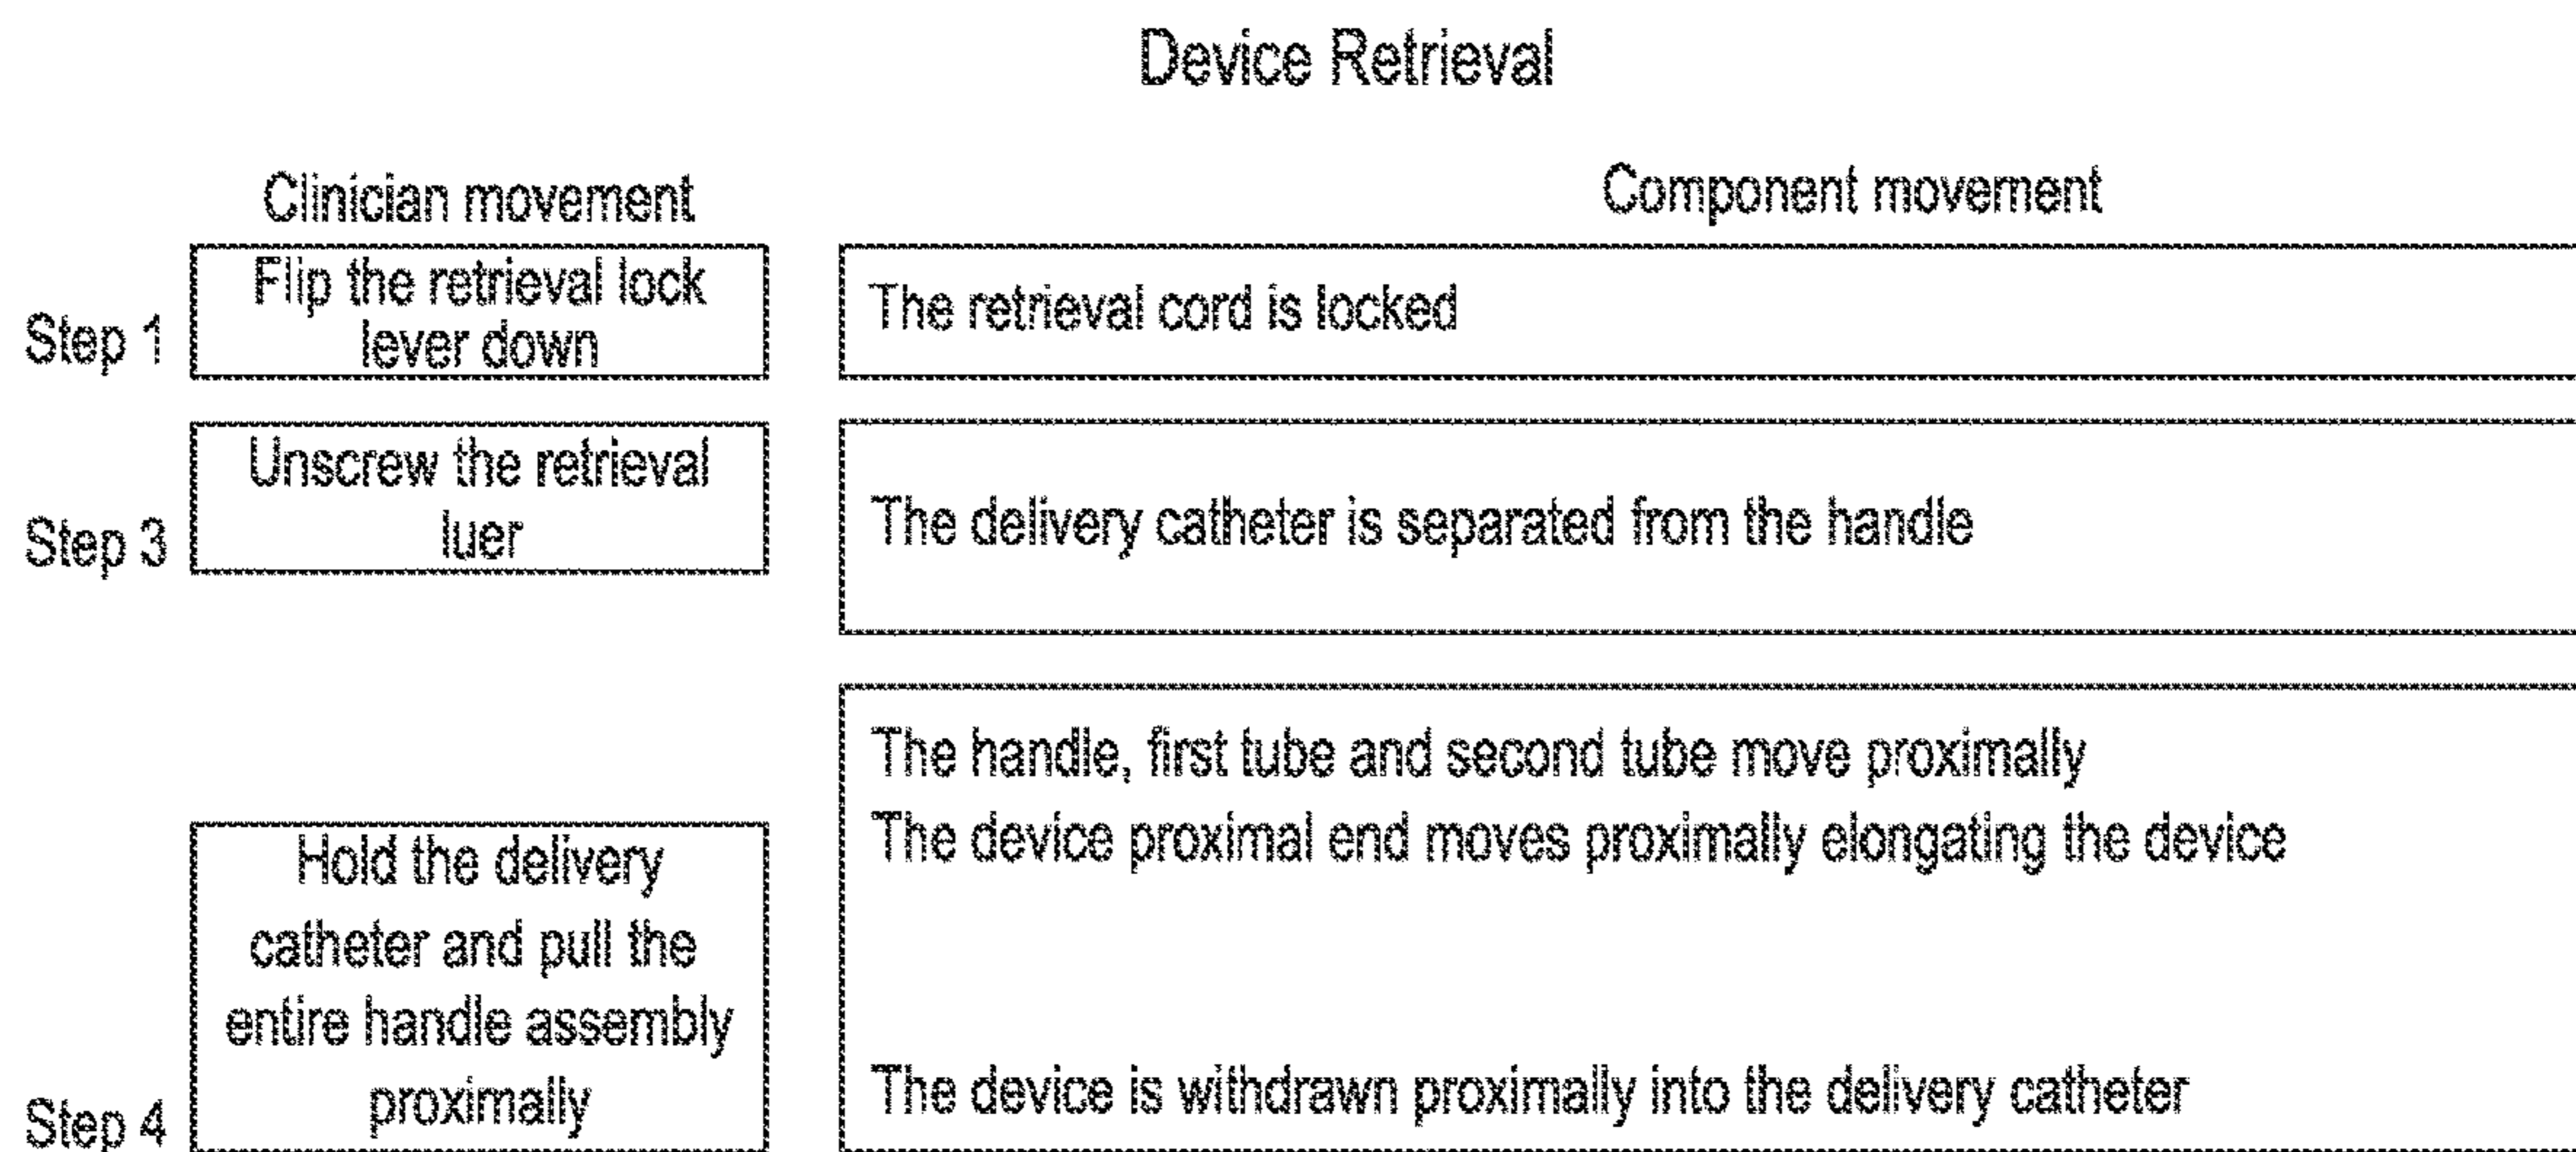 Device Retrieval
Clinician movement
Component movement
Step 1
Flip the retrieval lock
lever down
The retrieval cord is locked
Step 3
Unscrew the retrieval
luer
The delivery catheter is separated from the handle
Step 4
Hold the delivery
catheter and pull the
entire handle assembly
proximally
The handle, first tube and second tube move proximally
The device proximal end moves proximally elongating the device
The device is withdrawn proximally into the delivery catheter